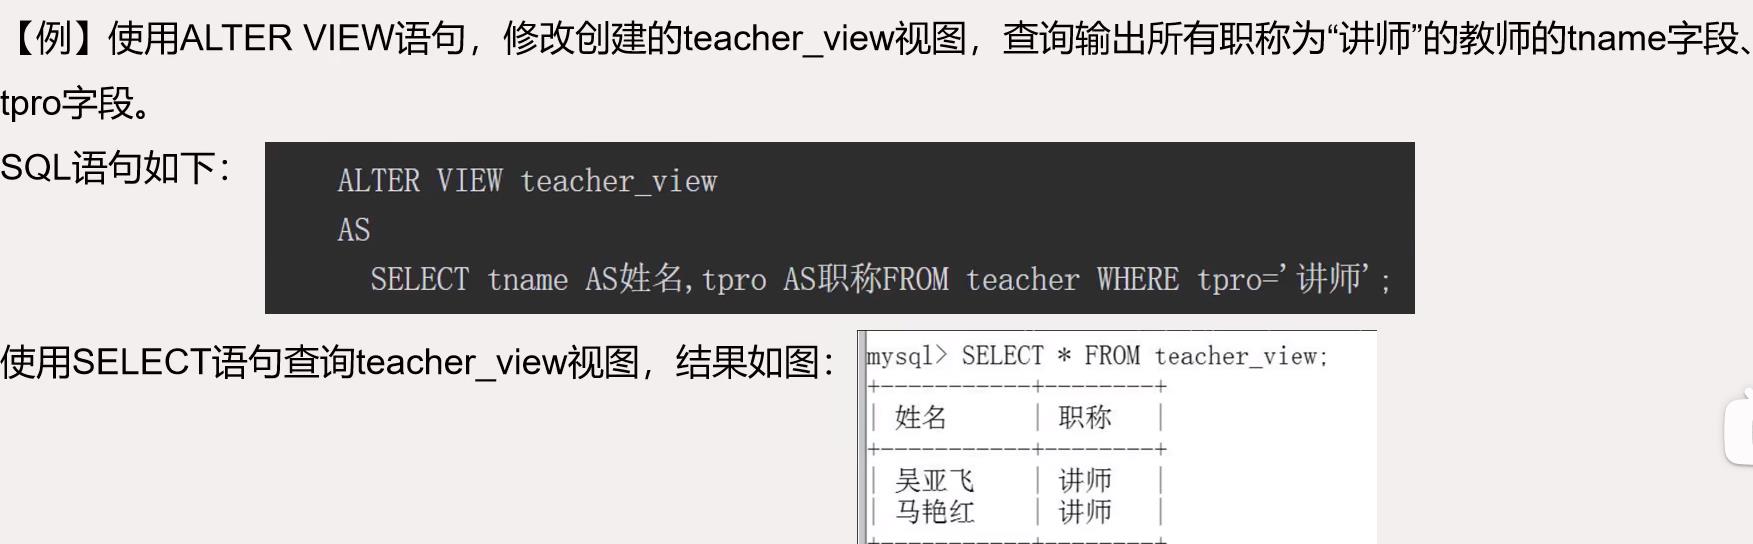 【例】使用ALTER VIEW语句，修改创建的teacher_view视图，查询输出所有职称为“讲师”的教师的tname字段、
tpro字段。
SQL语句如下：
ALTER VIEW teacher_view
AS
SELECT tname AS姓名,tpro AS职称FROM teacher WHERE tpro=’讲师’;
使用SELECT语句查询teacher_view视图，结果如图：
mysql> SELECT * FROM teacher_view;
+-----------+--------+
| 姓名 | 职称 |
+-----------+--------+
| 吴亚飞 | 讲师 |
| 马艳红 | 讲师 |
+-----------+--------+